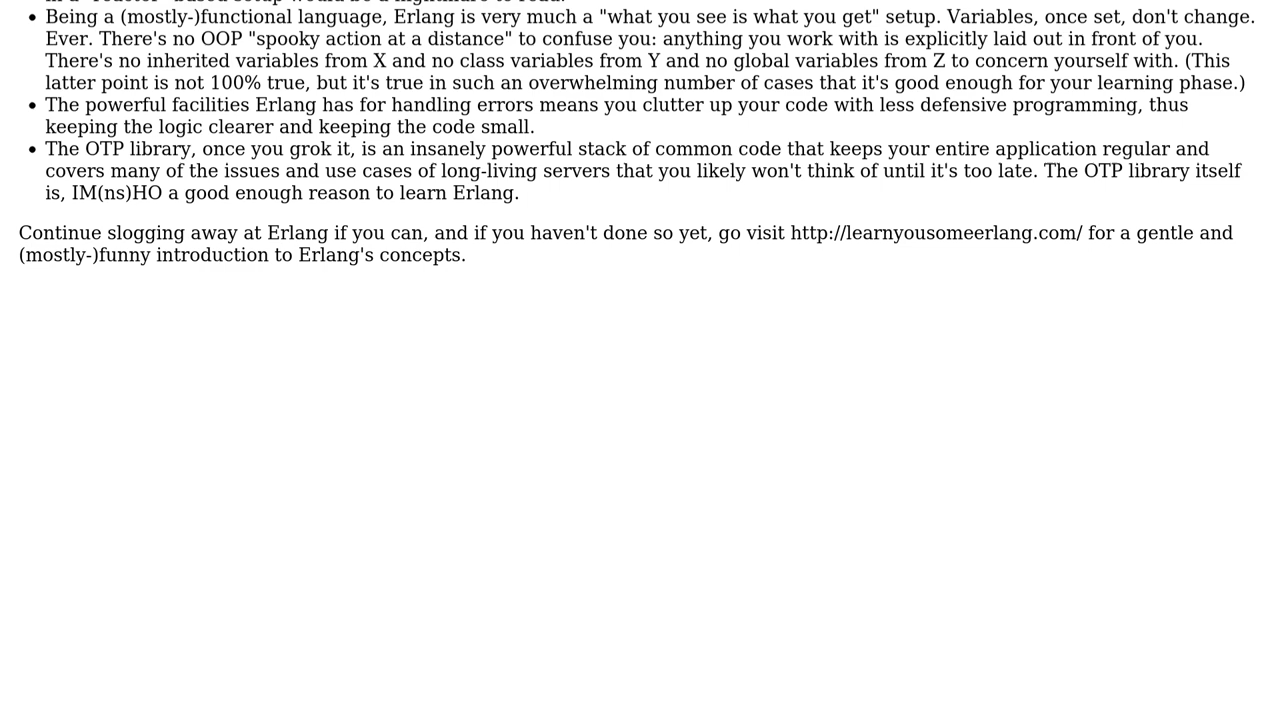 Being a (mostly-)functional language, Erlang is very much a "what you see is what you get" setup. Variables, once set, don't change.
Ever. There's no OOP "spooky action at a distance" to confuse you: anything you work with is explicitly laid out in front of you.
There's no inherited variables from X and no class variables from Y and no global variables from Z to concern yourself with. (This
latter point is not 100% true, but it's true in such an overwhelming number of cases that it's good enough for your learning phase.)
The powerful facilities Erlang has for handling errors means you clutter up your code with less defensive programming, thus
keeping the logic clearer and keeping the code small.
The OTP library, once you grok it, is an insanely powerful stack of common code that keeps your entire application regular and
covers many of the issues and use cases of long-living servers that you likely won't think of until it's too late. The OTP library itself
is, IM(ns)HO a good enough reason to learn Erlang.
Continue slogging away at Erlang if you can, and if you haven't done so yet, go visit http://learnyousomeerlang.com/ for a gentle and
(mostly-)funny introduction to Erlang's concepts.